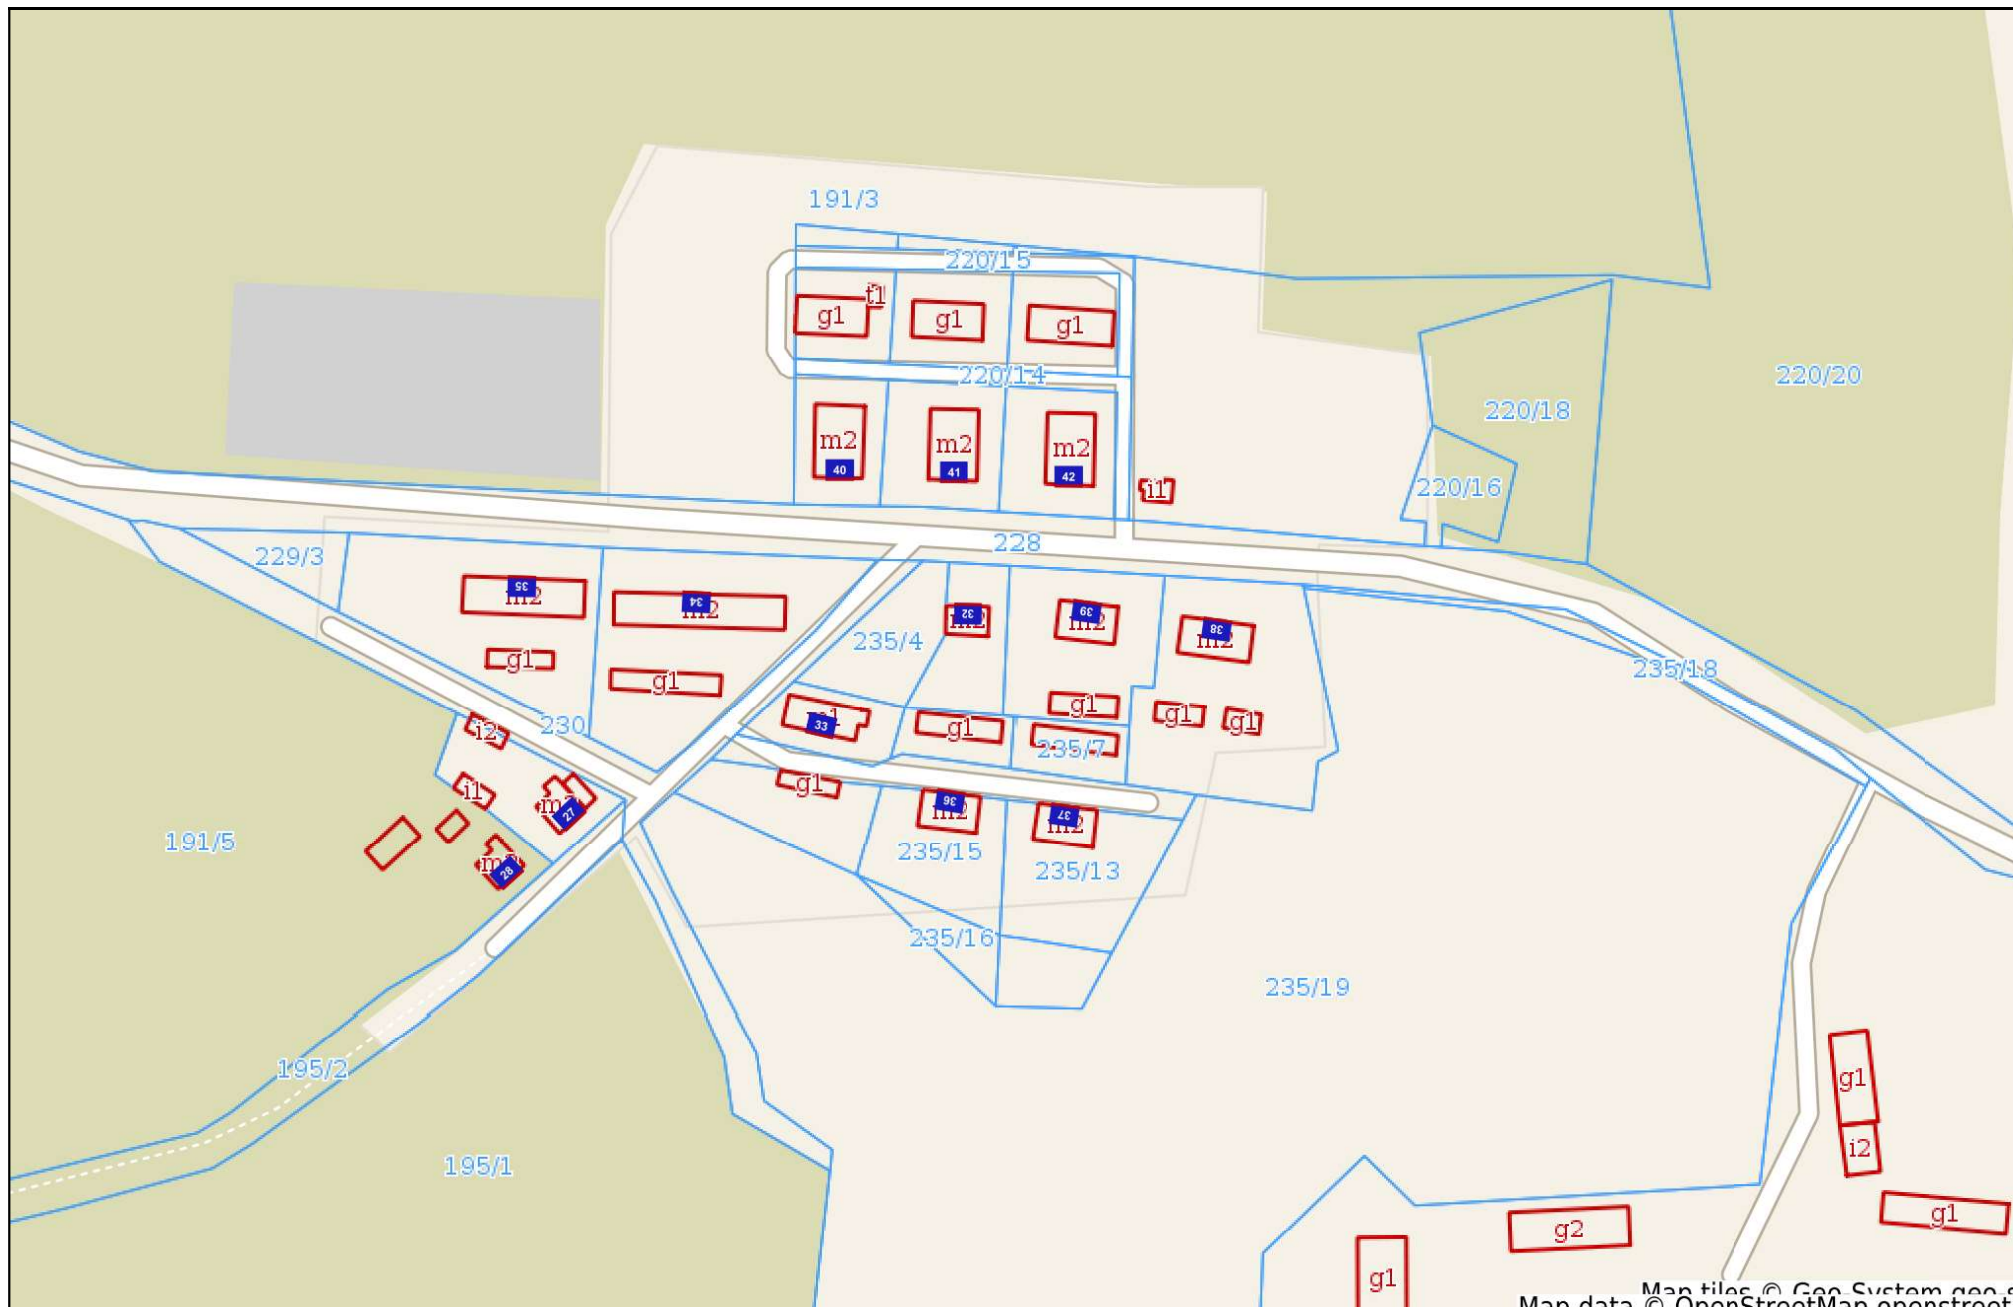 191/3
220/15
t1
g1
g1
g1
220/14
220/20
220/18
m2
m2
m2
40
41
42
i1
220/16
228
229/3
35
m2
34
m2
32
m2
39
m2
38
m2
235/4
g1
g1
235/18
g1
g1
g1
g1
33
230
i2
235/7
g1
i1
m2
27
36
m2
37
m2
191/5
235/15
235/13
28
235/16
235/19
195/2
g1
i2
195/1
g1
g2
g1
Map tiles © Geo-System geo-
Map data © OpenStreetMap openstreet